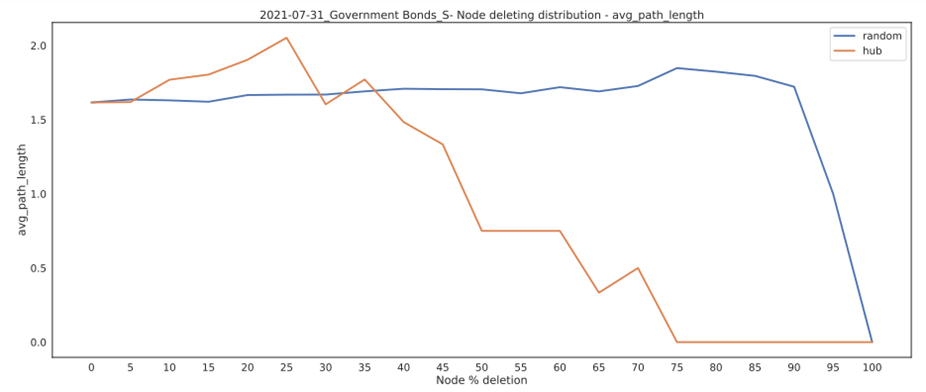 2021-07-31_Government Bonds_S- Node deleting distribution - avg_path_length
random
hub
avg_path_length
2.0
1.5
1.0
0.5
0.0
0 5 10 15 20 25 30 35 40 45 50 55 60 65 70 75 80 85 90 95 100
Node % deletion